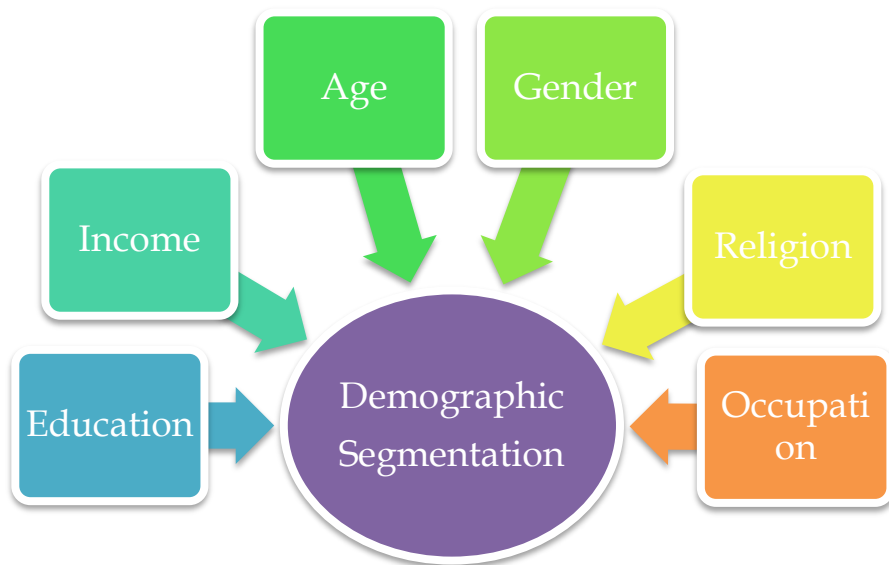 Age
Gender
Income
Religion
Education
Demographic
Segmentation
Occupati
on